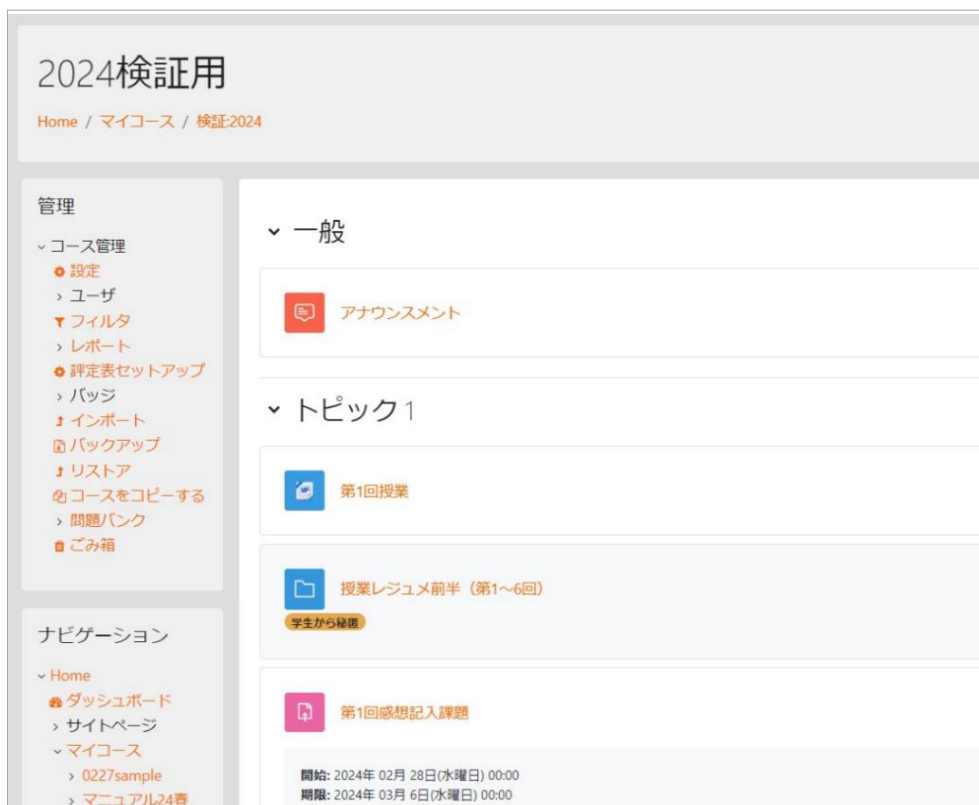 2024検証用
Home / マイコース / 検証:2024
管理
コース管理
設定
ユーザ
フィルタ
レポート
評定表セットアップ
バッジ
インポート
バックアップ
リストア
コースをコピーする
問題バンク
ごみ箱
ナビゲーション
Home
ダッシュボード
サイトページ
マイコース
0227sample
マニュアル24春
一般
アナウンスメント
トピック 1
第1回授業
授業レジュメ前半（第1～6回）
学生から秘匿
第1回感想記入課題
開始: 2024年 02月 28日(水曜日) 00:00
期限: 2024年 03月 6日(水曜日) 00:00